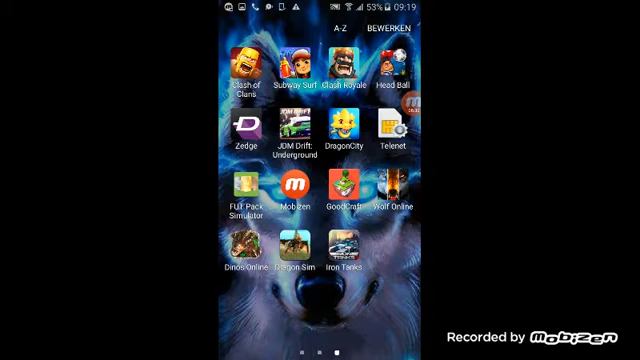 53% 09:19
A-Z BEWERKEN
Clash of Clans
Subway Surf
Clash Royale
Head Ball
Zedge
JDM Drift: Underground
DragonCity
Telenet
FUT Pack Simulator
Mobizen
GoodCraft
Wolf Online
Dinos Online
Dragon Sim
Iron Tanks
Recorded by Mobizen